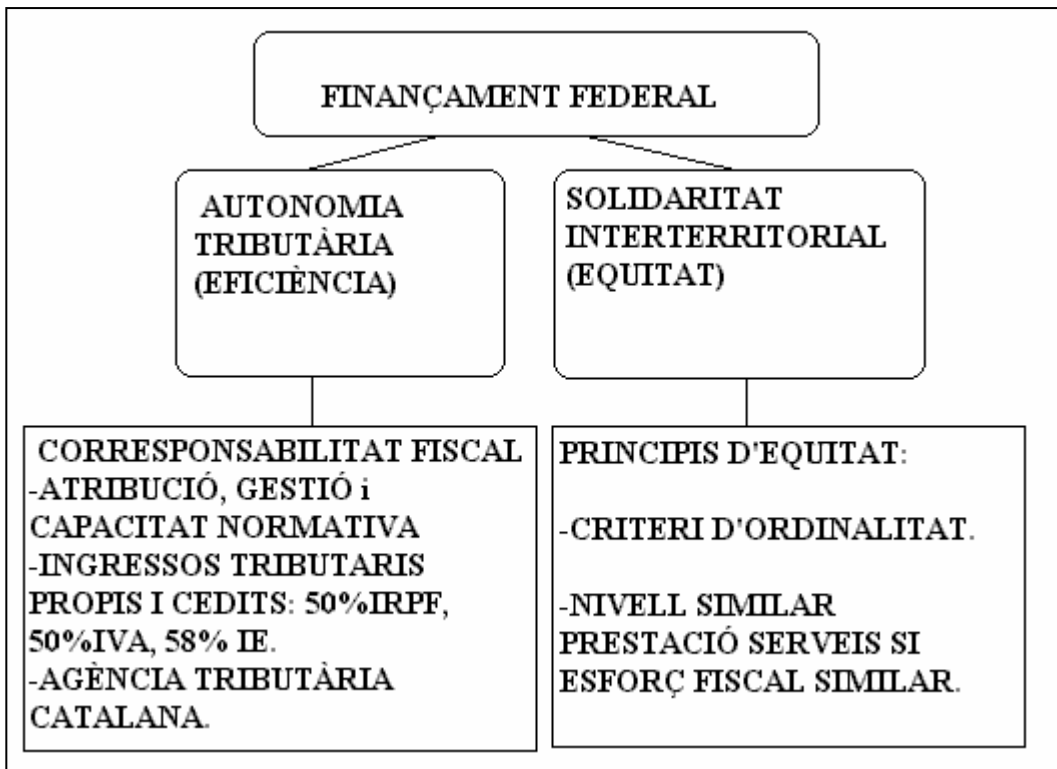 FINANÇAMENT FEDERAL
AUTONOMIA
TRIBUTÀRIA
(EFICIÈNCIA)
SOLIDARITAT
INTERTERRITORIAL
(EQUITAT)
CORRESPONSABILITAT FISCAL
-ATRIBUCIÓ, GESTIÓ i
CAPACITAT NORMATIVA
-INGRESSOS TRIBUTARIS
PROPIS I CEDITS: 50%IRPF,
50%IVA, 58% IE.
-AGÈNCIA TRIBUTÀRIA
CATALANA.
PRINCIPIS D'EQUITAT:
-CRITERI D'ORDINALITAT.
-NIVELL SIMILAR
PRESTACIÓ SERVEIS SI
ESFORÇ FISCAL SIMILAR.